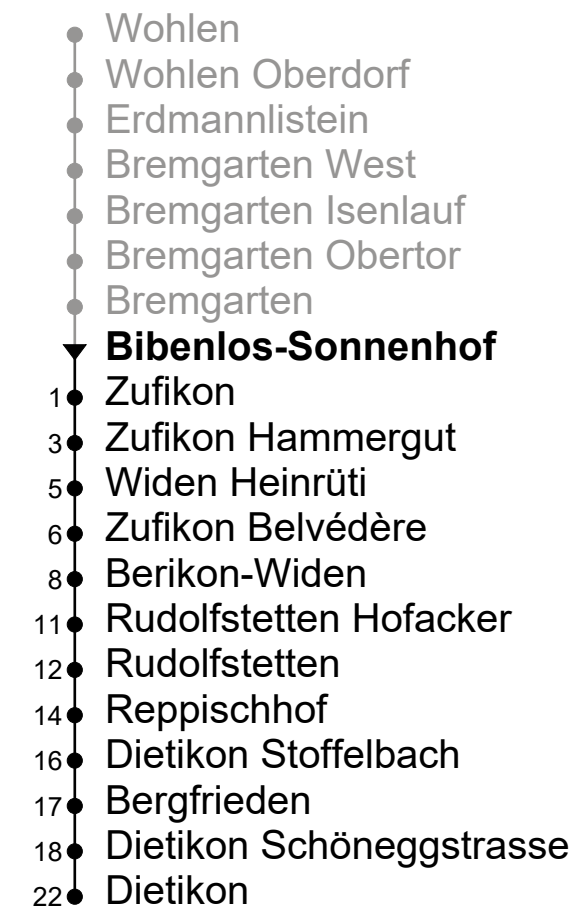 Wohlen
Wohlen Oberdorf
Erdmannlistein
Bremgarten West
Bremgarten Isenlauf
Bremgarten Obertor
Bremgarten
Bibenlos-Sonnenhof
1 Zufikon
3 Zufikon Hammergut
5 Widen Heinrüti
6 Zufikon Belvédère
8 Berikon-Widen
11 Rudolfstetten Hofacker
12 Rudolfstetten
14 Reppischhof
16 Dietikon Stoffelbach
17 Bergfrieden
18 Dietikon Schöneggstrasse
22 Dietikon